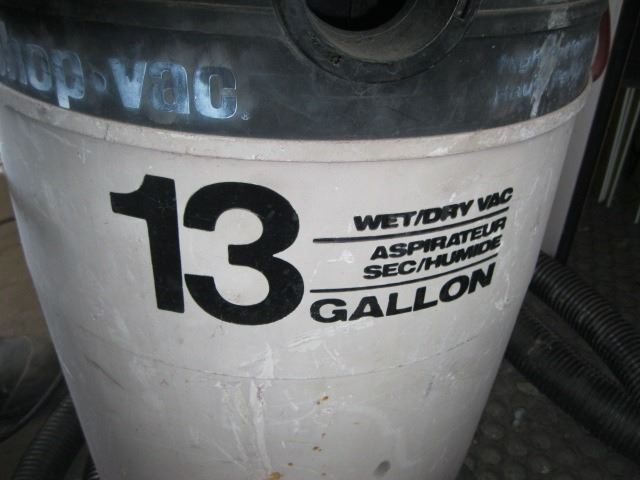 hop·vac®
13
WET/DRY VAC
ASPIRATEUR
SEC/HUMIDE
GALLON